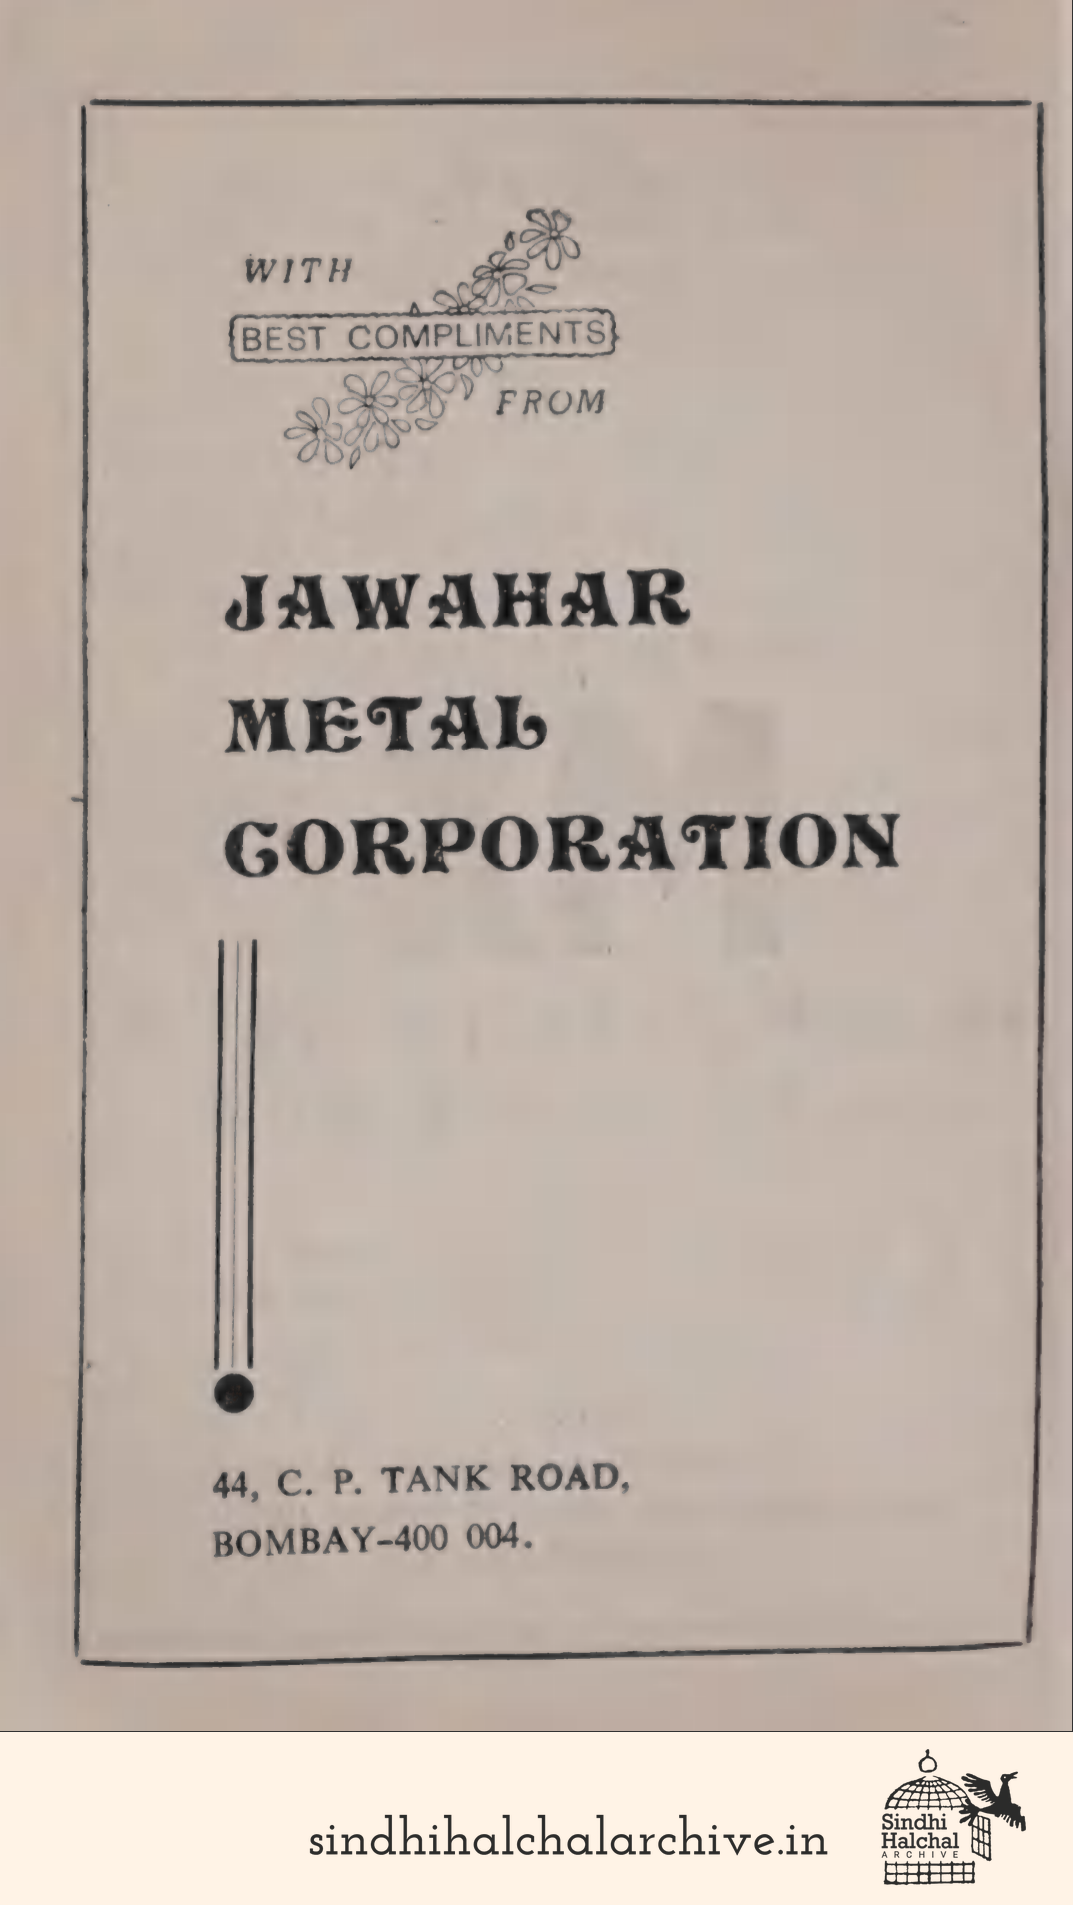 WITH
BEST COMPLIMENTS
FROM
JAWAHAR
METAL
CORPORATION
44, C. P. TANK ROAD,
BOMBAY-400 004.
sindhihalchalarchive.in
Sindhi
Halchal
ARCHIVE